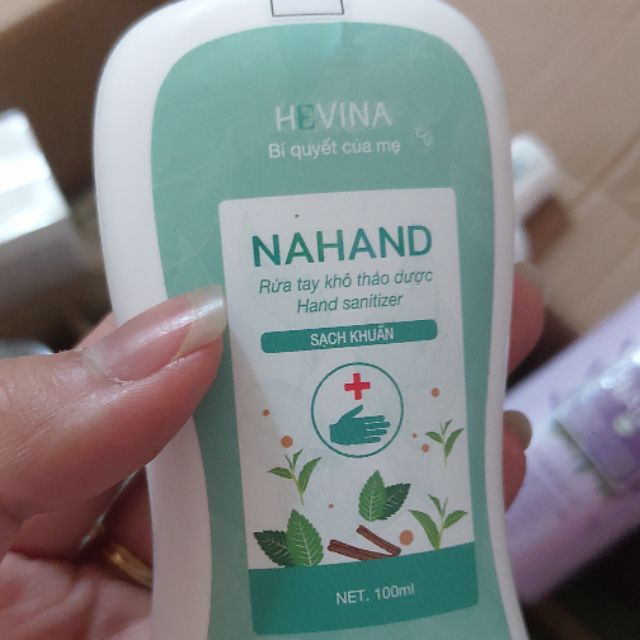 HEVINA
Bí quyết của mẹ
NAHAND
Rửa tay khô thảo dược
Hand sanitizer
SẠCH KHUẨN
NET. 100ml